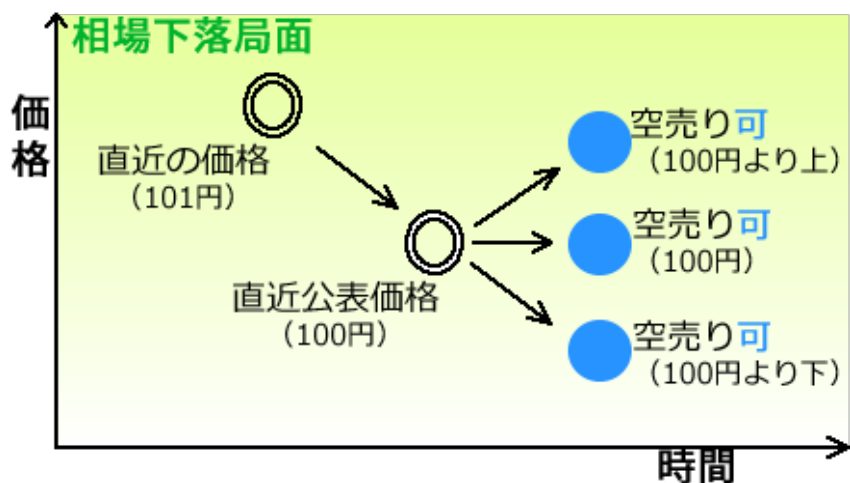 相場下落局面
価格
直近の価格
（101円）
直近公表価格
（100円）
空売り可
（100円より上）
空売り可
（100円）
空売り可
（100円より下）
時間